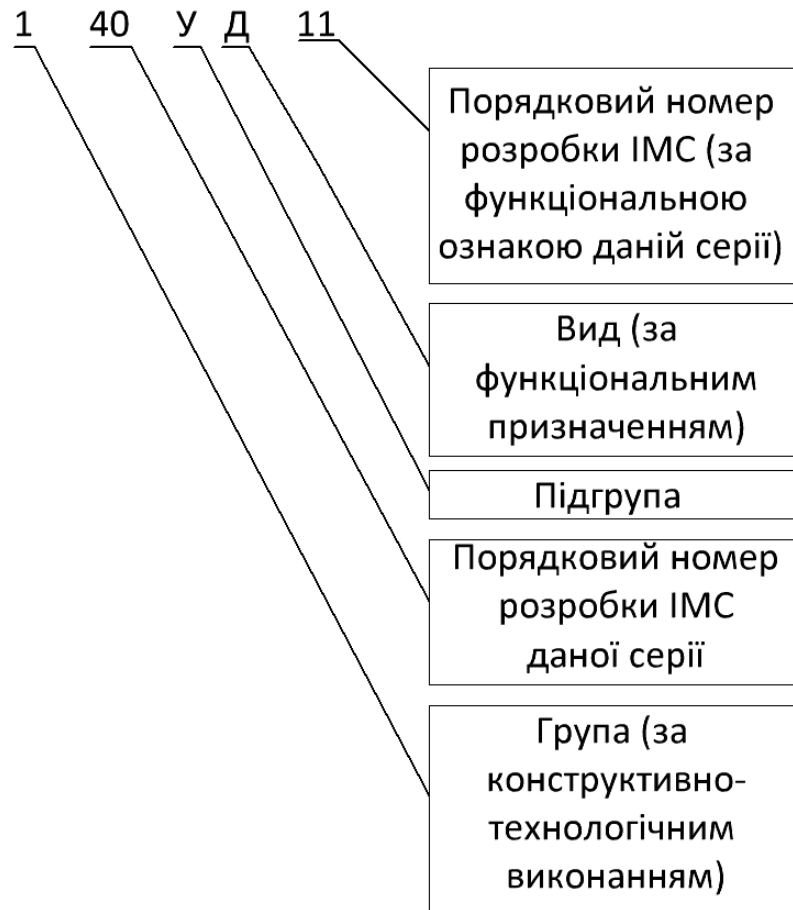 1 40 У Д 11
Порядковий номер
розробки ІМС (за
функціональною
ознакою даній серії)
Вид (за
функціональним
призначенням)
Підгрупа
Порядковий номер
розробки ІМС
даної серії
Група (за
конструктивно-
технологічним
виконанням)